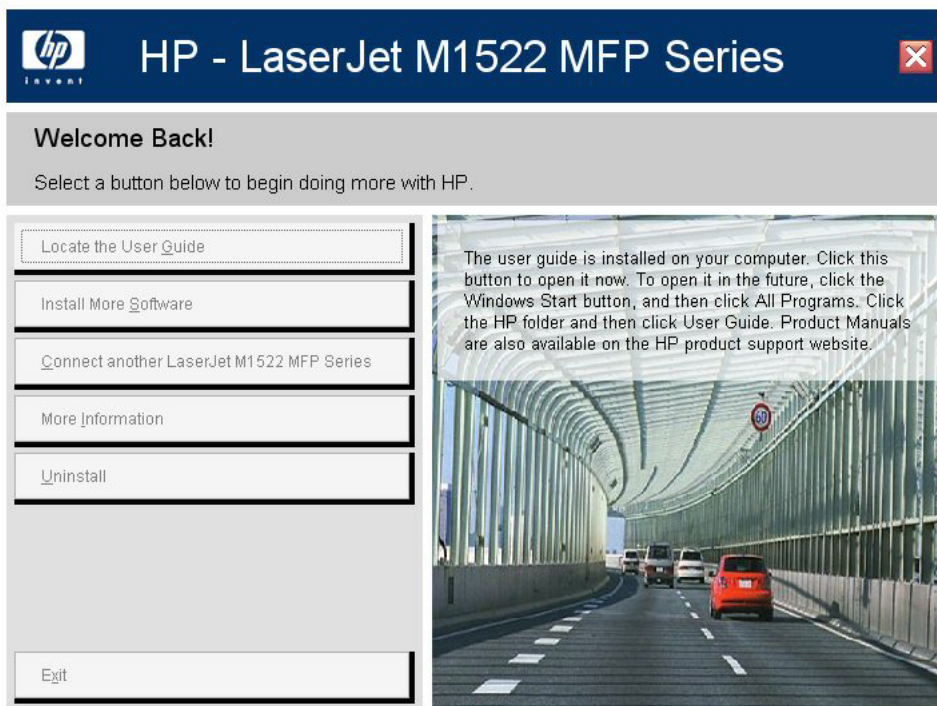 hp
invent
HP - LaserJet M1522 MFP Series
Welcome Back!
Select a button below to begin doing more with HP.
Locate the User Guide
Install More Software
Connect another LaserJet M1522 MFP Series
More Information
Uninstall
Exit
The user guide is installed on your computer. Click this
button to open it now. To open it in the future, click the
Windows Start button, and then click All Programs. Click
the HP folder and then click User Guide. Product Manuals
are also available on the HP product support website.
60